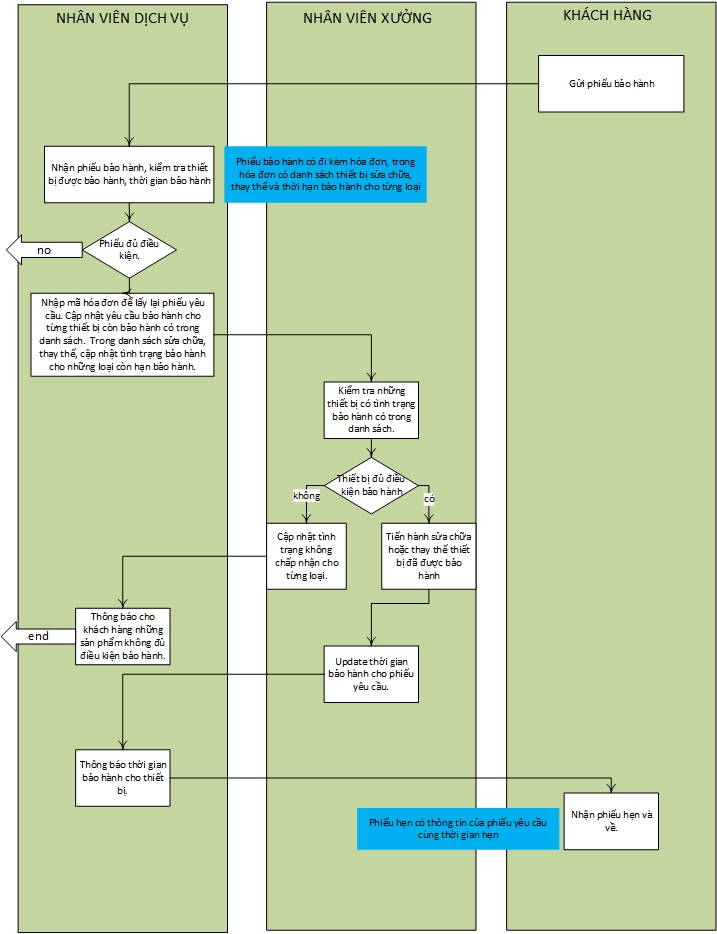 NHÂN VIÊN DỊCH VỤ
NHÂN VIÊN XƯỞNG
KHÁCH HÀNG
Gửi phiếu bảo hành
Nhận phiếu bảo hành, kiểm tra thiết
bị được bảo hành, thời gian bảo hành
Phiếu bảo hành có đi kèm hóa đơn, trong
hóa đơn có danh sách thiết bị sửa chữa,
thay thế và thời hạn bảo hành cho từng loại
Phiếu đủ điều
kiện.
no
Nhập mã hóa đơn để lấy lại phiếu yêu
cầu. Cập nhật yêu cầu bảo hành cho
từng thiết bị còn bảo hành có trong
danh sách. Trong danh sách sửa chữa,
thay thế, cập nhật tình trạng bảo hành
cho những loại còn hạn bảo hành.
Kiểm tra những
thiết bị có tình trạng
bảo hành có trong
danh sách.
Thiết bị đủ điều
kiện bảo hành
không
có
Cập nhật tình
trạng không
chấp nhận cho
từng loại.
Tiến hành sửa chữa
hoặc thay thế thiết
bị đã được bảo
hành
Thông báo cho
khách hàng những
sản phẩm không đủ
điều kiện bảo hành.
end
Update thời gian
bảo hành cho phiếu
yêu cầu.
Thông báo thời gian
bảo hành cho thiết
bị.
Nhận phiếu hẹn và
về.
Phiếu hẹn có thông tin của phiếu yêu cầu
cùng thời gian hẹn